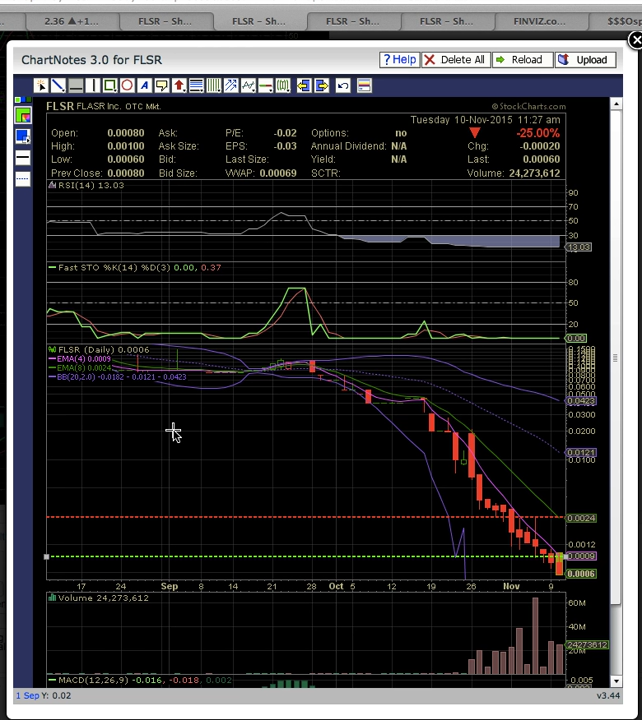 2.36 ▲+1...
FLSR - Sh...
FLSR - Sh...
FLSR - Sh...
FLSR - Sh...
FINVIZ.co...
$$$Osp
ChartNotes 3.0 for FLSR
? Help
Delete All
Reload
Upload
A
FLSR FLASR Inc. OTC Mkt.
© StockCharts.com
Tuesday 10-Nov-2015 11:27 am
Open: 0.00080 Ask: P/E: -0.02 Options: no ▼ -25.00%
High: 0.00100 Ask Size: EPS: -0.03 Annual Dividend: N/A Chg: -0.00020
Low: 0.00060 Bid: Last Size: Yield: N/A Last: 0.00060
Prev Close: 0.00080 Bid Size: VWAP: 0.00069 SCTR: Volume: 24,273,612
RSI(14) 13.03
90
70
50
30
13.03
Fast STO %K(14) %D(3) 0.00, 0.37
80
50
20
0.00
FLSR (Daily) 0.0006
EMA(4) 0.0009
EMA(8) 0.0024
BB(20,2.0) -0.0182 - 0.0121 - 0.0423
0.0600
0.0423
0.0300
0.0200
0.0121
0.0100
0.0024
0.0012
0.0009
0.0006
17 24 Sep 8 14 21 28 Oct 5 12 19 26 Nov 9
Volume 24,273,612
60M
40M
24273612
20M
MACD(12,26,9) -0.016, -0.018, 0.002
0.005
1 Sep Y: 0.02
v3.44